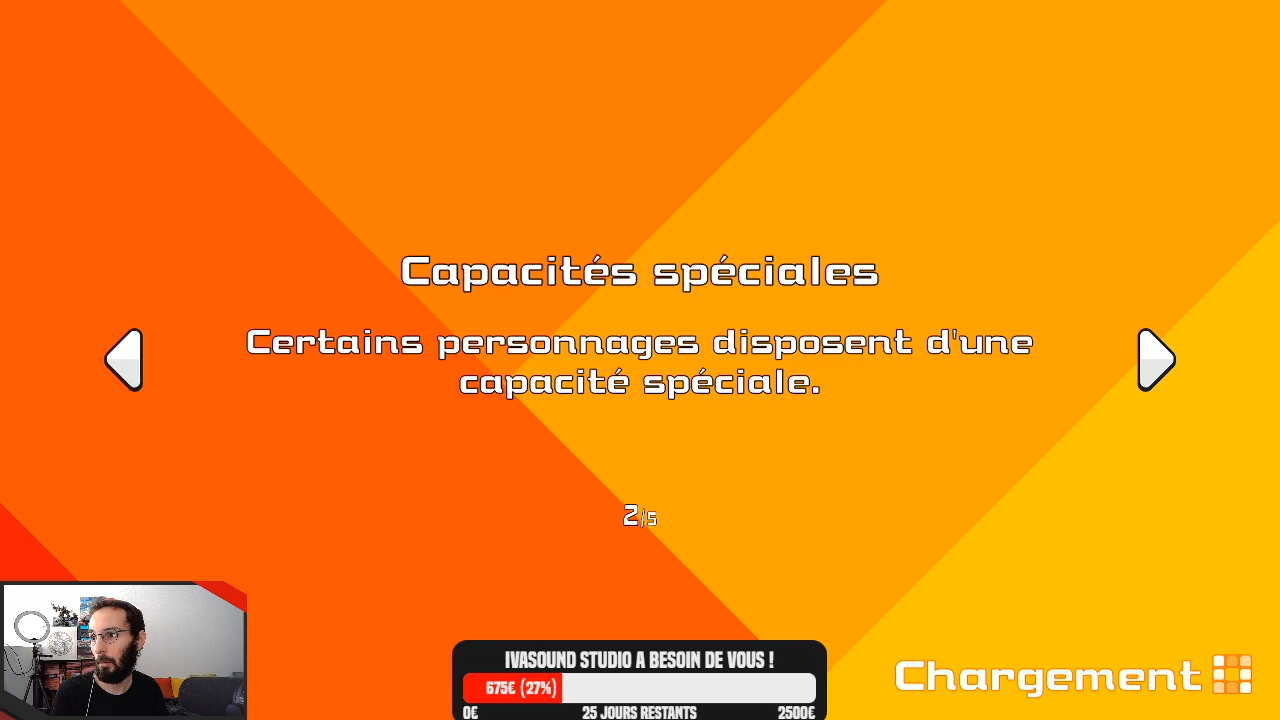 Capacités spéciales
Certains personnages disposent d'une
capacité spéciale.
2/5
IVASOUND STUDIO A BESOIN DE VOUS !
675€ (27%)
0€ 25 JOURS RESTANTS 2500€
Chargement